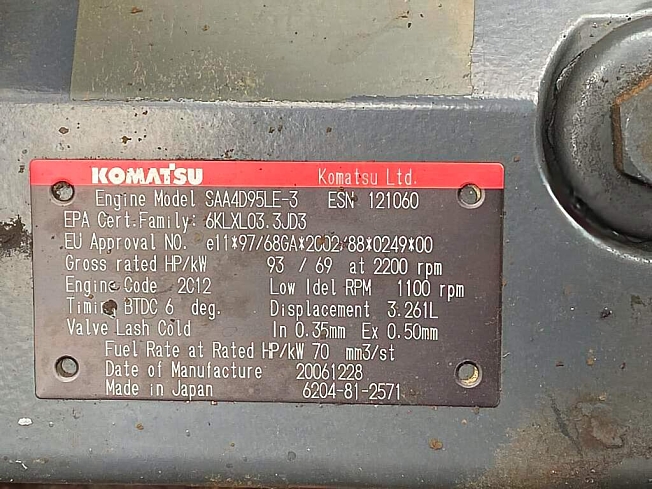 KOMATSU Komatsu Ltd.
Engine Model SAA4D95LE-3 ESN 121060
EPA Cert-Family: 6KLXL03.3JD3
EU Approval NO. e11*97/68GA*2002/88*0249*00
Gross rated HP/kW 93 / 69 at 2200 rpm
Engine Code 2C12 Low Idel RPM 1100 rpm
Timing BTDC 6 deg. Displacement 3.261L
Valve Lash Cold In 0.35mm Ex 0.50mm
Fuel Rate at Rated HP/kW 70 mm3/st
Date of Manufacture 20061228
Made in Japan 6204-81-2571